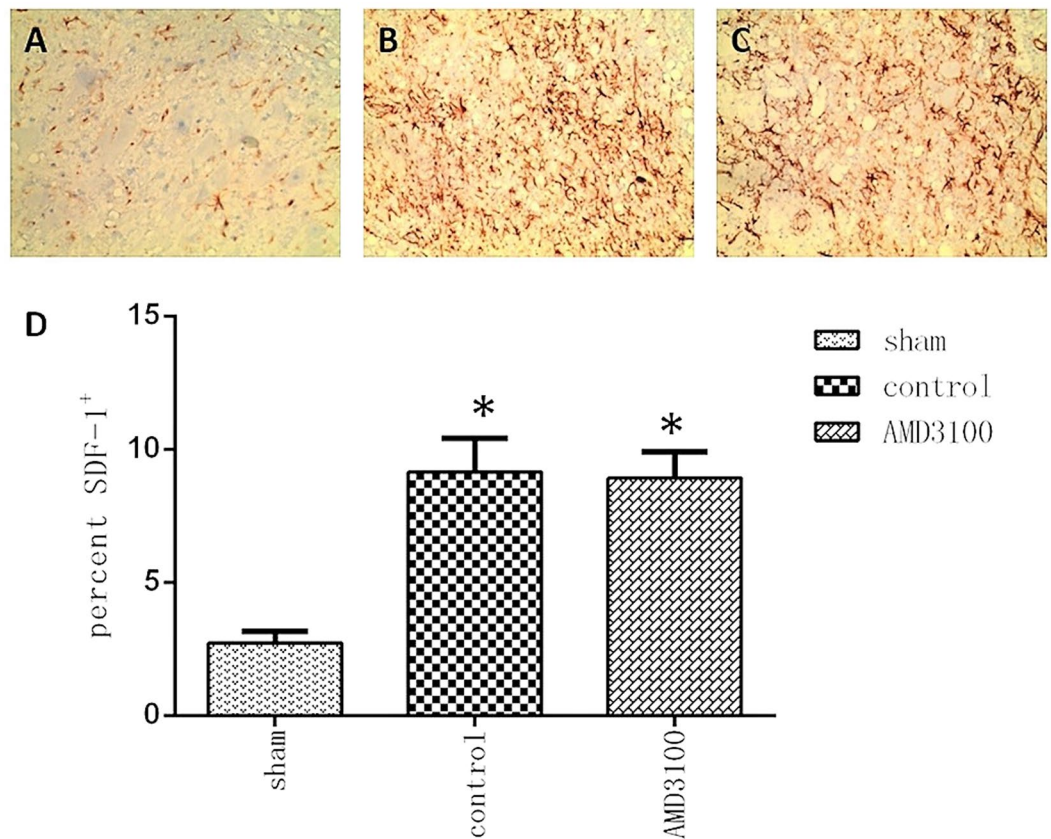 A
B
C
D
percent SDF-1⁺
15
10
5
0
*
*
sham
control
AMD3100
sham
control
AMD3100